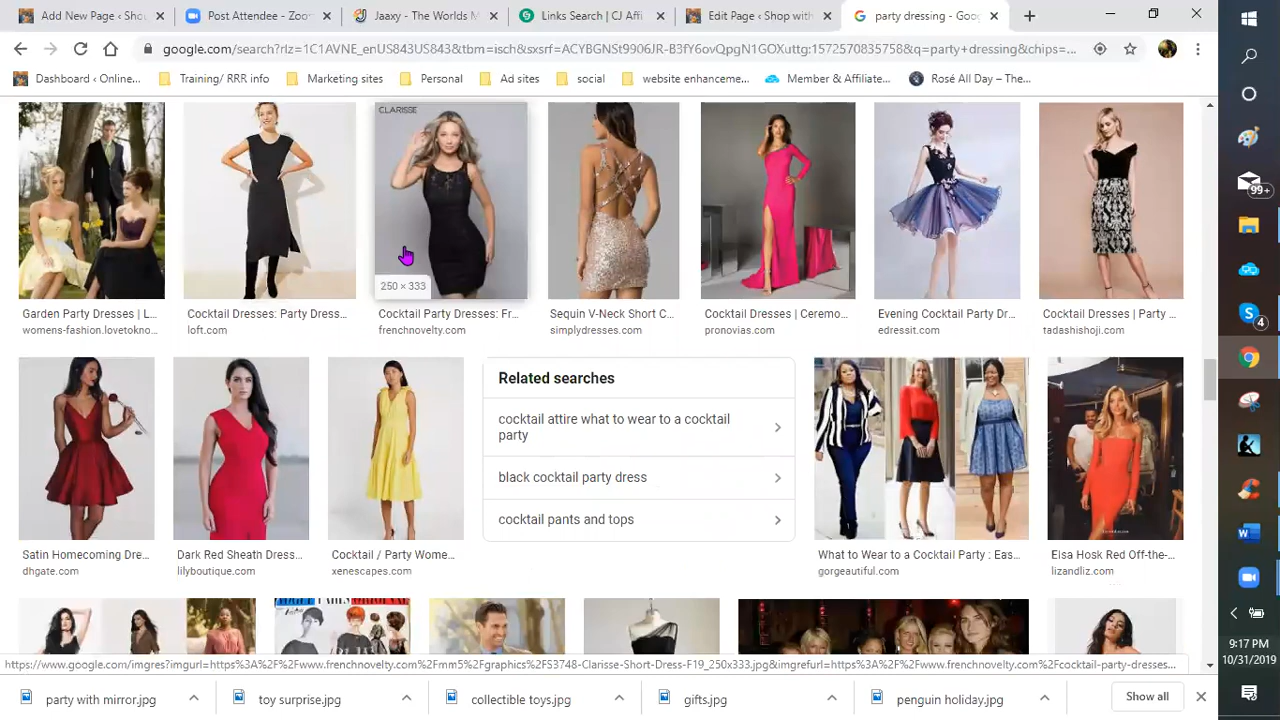 Add New Page ‹ Shou
Post Attendee - Zoom
Jaaxy - The Worlds M
Links Search | CJ Affil
Edit Page ‹ Shop with
party dressing - Goog
google.com/search?rlz=1C1AVNE_enUS843US843&tbm=isch&sxsrf=ACYBGNSt9906JR-B3fY6ovQpgN1GOXuttg:1572570835758&q=party+dressing&chips=...
Dashboard ‹ Online...
Training/ RRR info
Marketing sites
Personal
Ad sites
social
website enhanceme...
Member & Affiliate...
Rosé All Day – The...
CLARISSE
250 × 333
99+
4
Garden Party Dresses | L...
womens-fashion.lovetokno...
Cocktail Dresses: Party Dress...
loft.com
Cocktail Party Dresses: Fr...
frenchnovelty.com
Sequin V-Neck Short C...
simplydresses.com
Cocktail Dresses | Ceremo...
pronovias.com
Evening Cocktail Party Dr...
edressit.com
Cocktail Dresses | Party ...
tadashishoji.com
Related searches
cocktail attire what to wear to a cocktail
party
black cocktail party dress
cocktail pants and tops
Satin Homecoming Dre...
dhgate.com
Dark Red Sheath Dress...
lilyboutique.com
Cocktail / Party Wome...
xenescapes.com
What to Wear to a Cocktail Party : Eas...
gorgeautiful.com
Elsa Hosk Red Off-the-...
lizandliz.com
https://www.google.com/imgres?imgurl=https%3A%2F%2Fwww.frenchnovelty.com%2Fmm5%2Fgraphics%2F53748-Clarisse-Short-Dress-F19_250x333.jpg&imgrefurl=https%3A%2F%2Fwww.frenchnovelty.com%2Fcocktail-party-dresses...
party with mirror.jpg
toy surprise.jpg
collectible toys.jpg
gifts.jpg
penguin holiday.jpg
Show all
9:17 PM
10/31/2019